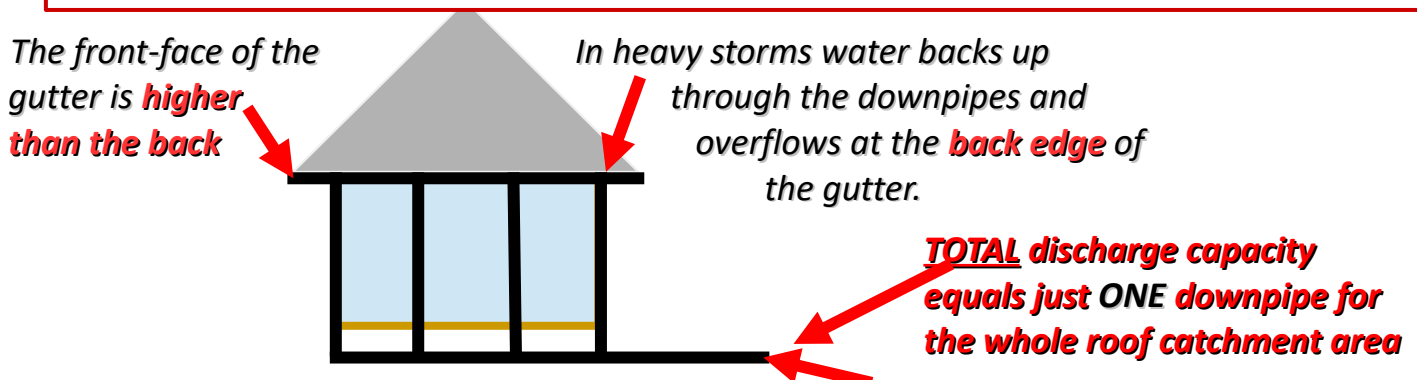 The front-face of the
gutter is higher
than the back
In heavy storms water backs up
through the downpipes and
overflows at the back edge of
the gutter.
TOTAL discharge capacity
equals just ONE downpipe for
the whole roof catchment area